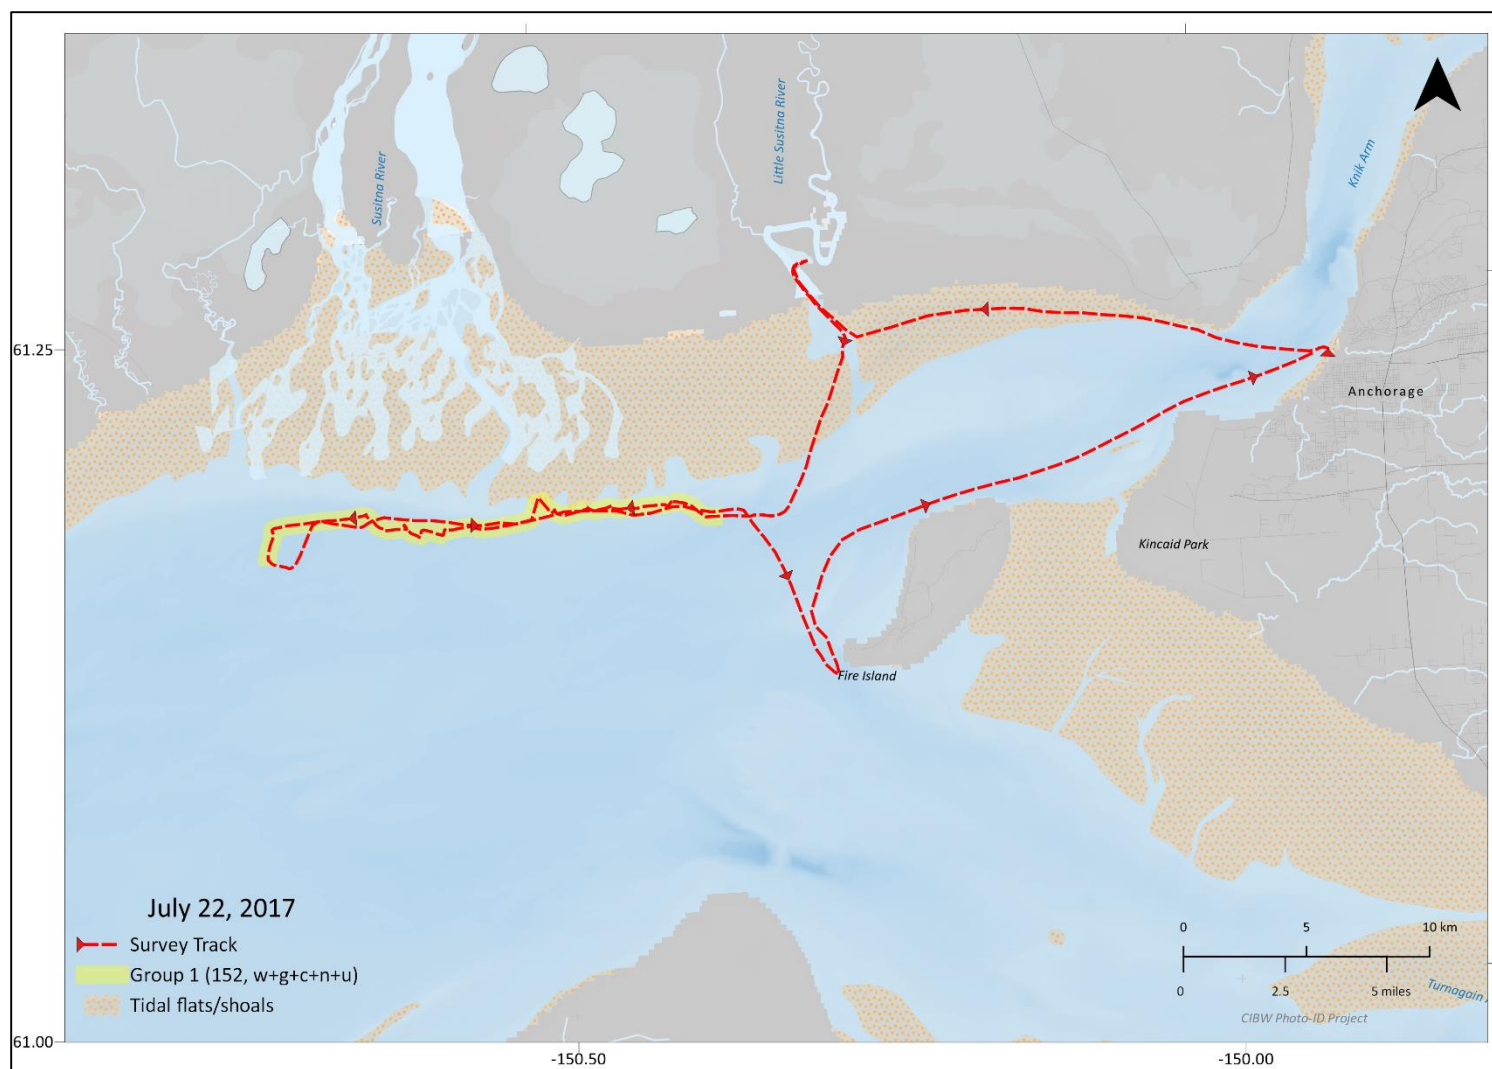 Susitna River
Little Susitna River
Knik Arm
61.25
Anchorage
Kincaid Park
Fire Island
July 22, 2017
Survey Track
Group 1 (152, w+g+c+n+u)
Tidal flats/shoals
0 5 10 km
0 2.5 5 miles
Turnagain
CIBW Photo-ID Project
61.00
-150.50 -150.00